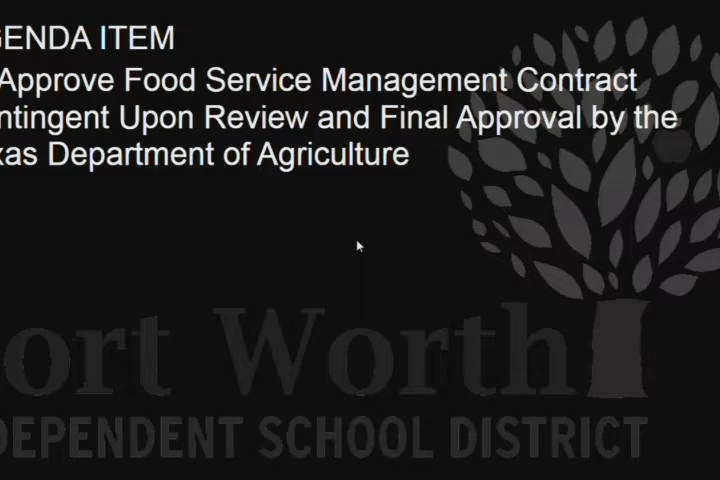 GENDA ITEM
Approve Food Service Management Contract
ntingent Upon Review and Final Approval by the
xas Department of Agriculture
ort Worth
DEPENDENT SCHOOL DISTRICT